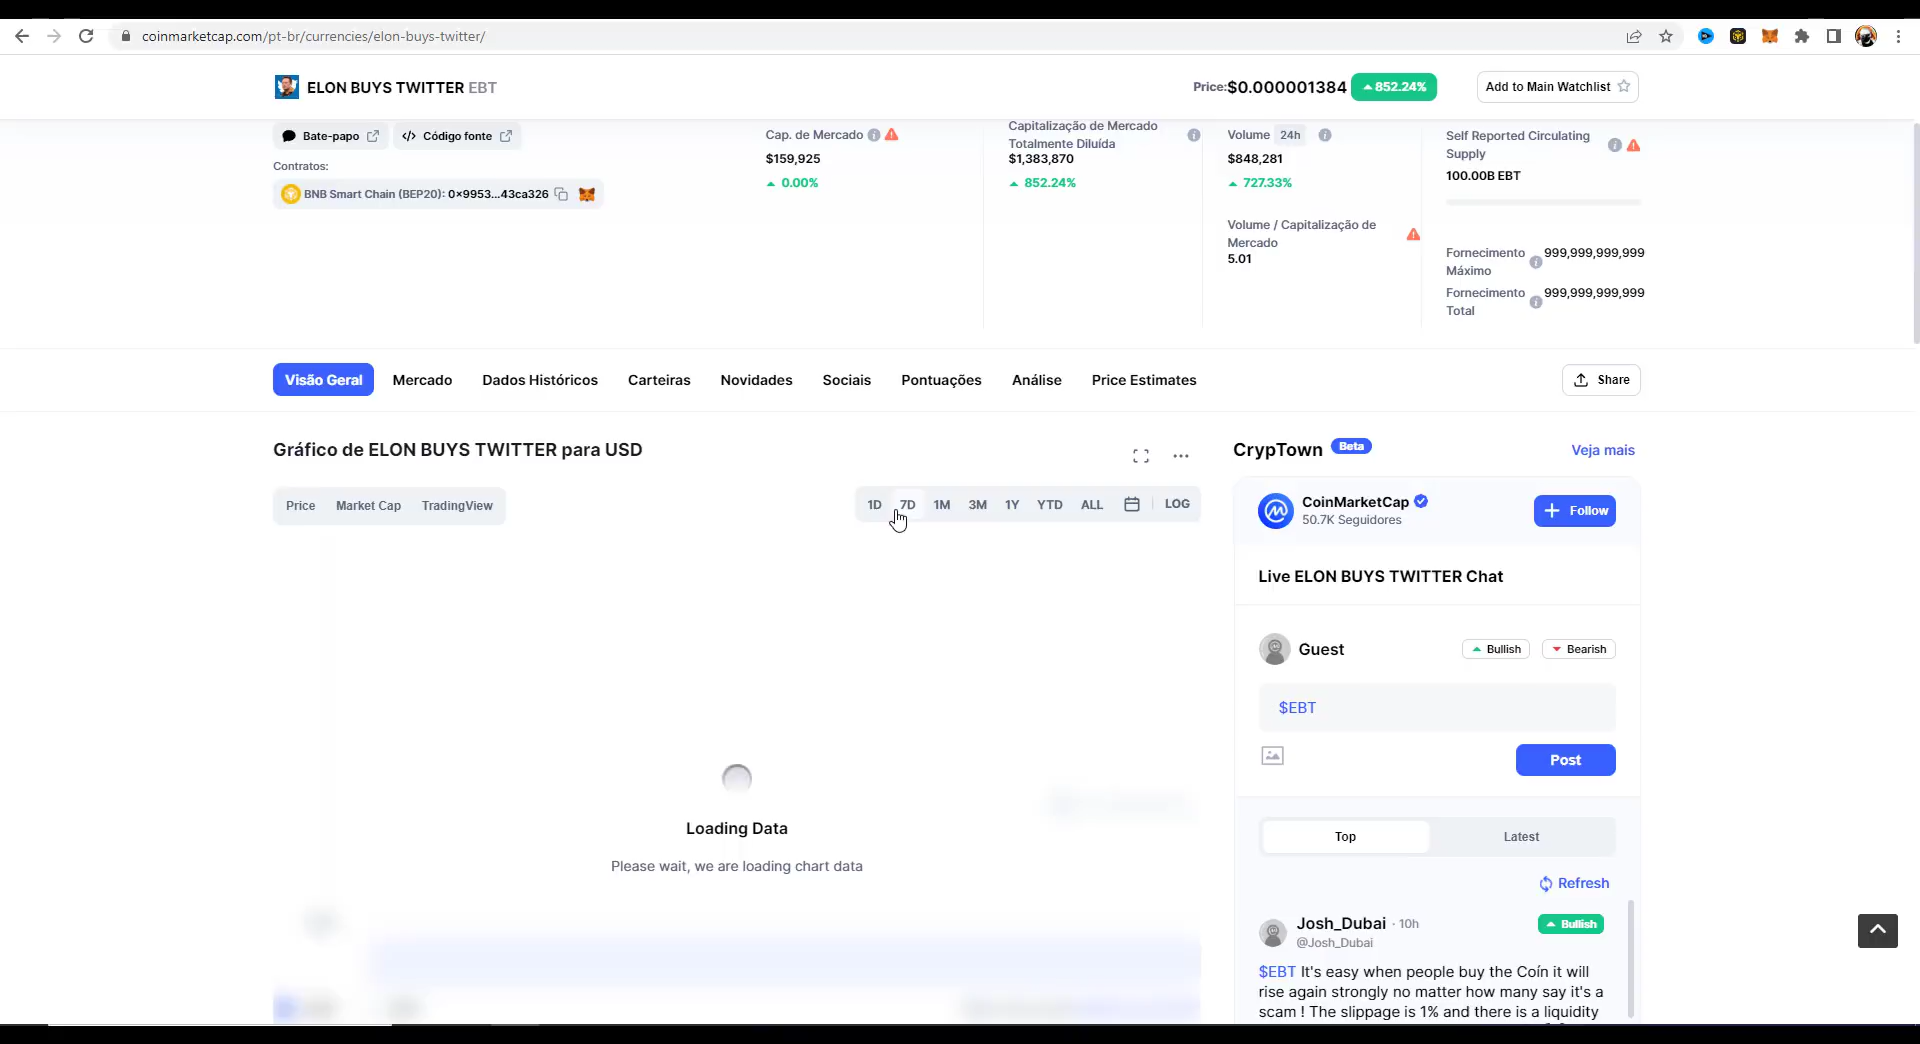 coinmarketcap.com/pt-br/currencies/elon-buys-twitter/
ELON BUYS TWITTER EBT
Price:$0.000001384
852.24%
Add to Main Watchlist
Bate-papo
Código fonte
Contratos:
BNB Smart Chain (BEP20): 0x9953...43ca326
Cap. de Mercado
$159,925
0.00%
Capitalização de Mercado
Totalmente Diluída
$1,383,870
852.24%
Volume 24h
$848,281
727.33%
Volume / Capitalização de
Mercado
5.01
Self Reported Circulating
Supply
100.00B EBT
Fornecimento
Máximo
999,999,999,999
Fornecimento
Total
999,999,999,999
Visão Geral
Mercado
Dados Históricos
Carteiras
Novidades
Sociais
Pontuações
Análise
Price Estimates
Share
Gráfico de ELON BUYS TWITTER para USD
Price
Market Cap
TradingView
1D
7D
1M
3M
1Y
YTD
ALL
LOG
Loading Data
Please wait, we are loading chart data
CrypTown Beta
Veja mais
CoinMarketCap
50.7K Seguidores
Follow
Live ELON BUYS TWITTER Chat
Guest
Bullish
Bearish
$EBT
Post
Top
Latest
Refresh
Josh_Dubai · 10h
@Josh_Dubai
Bullish
$EBT It's easy when people buy the Coín it will
rise again strongly no matter how many say it's a
scam ! The slippage is 1% and there is a liquidity